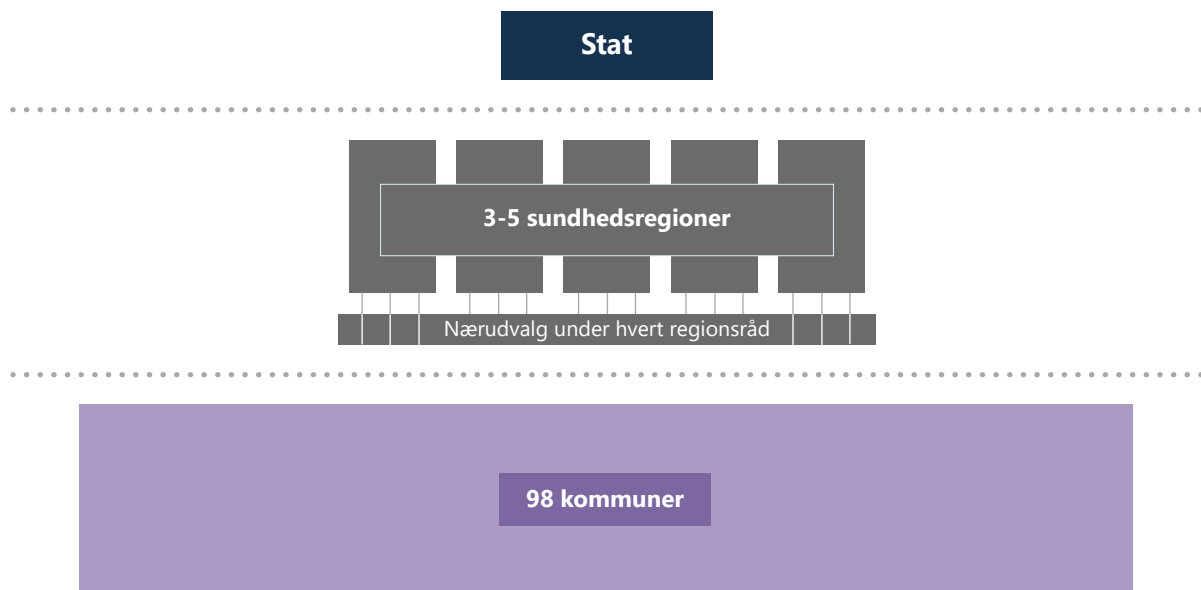 Stat
3-5 sundhedsregioner
Nærudvalg under hvert regionsråd
98 kommuner